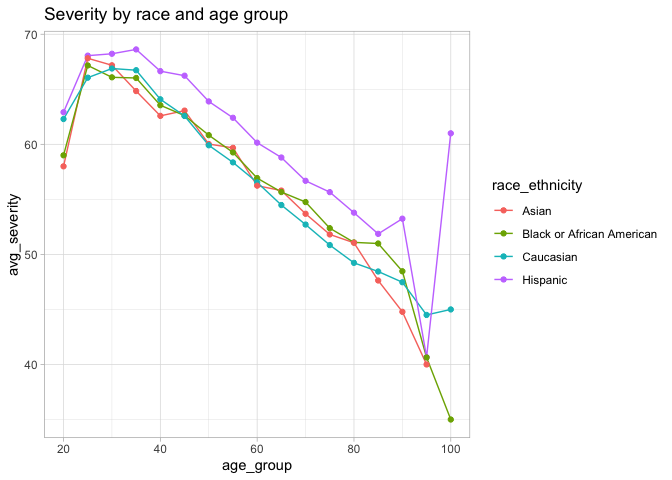 Severity by race and age group
70
60
50
40
avg_severity
20
40
60
80
100
age_group
race_ethnicity
Asian
Black or African American
Caucasian
Hispanic